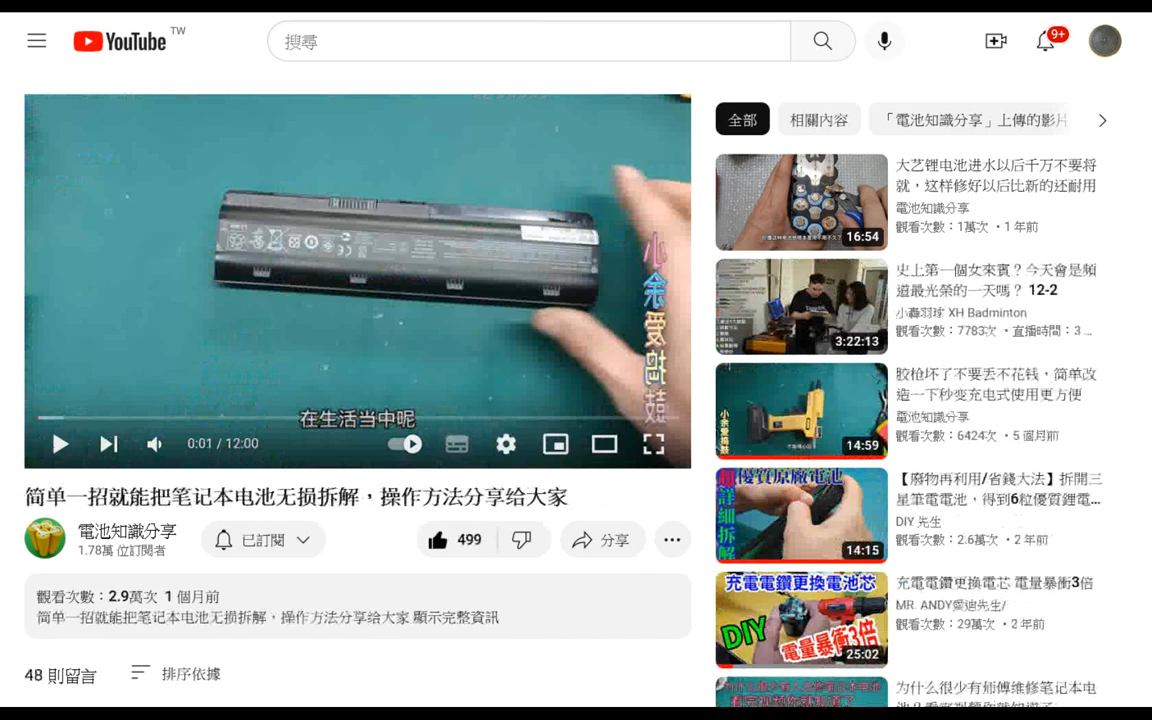 YouTube TW
搜尋
9+
小余愛搗鼓
在生活当中呢
0:01 / 12:00
简单一招就能把笔记本电池无损拆解，操作方法分享给大家
電池知識分享
1.78萬 位訂閱者
已訂閱
499
分享
觀看次數：2.9萬次 1 個月前
简单一招就能把笔记本电池无损拆解，操作方法分享给大家 顯示完整資訊
48 則留言
排序依據
全部
相關內容
「電池知識分享」上傳的影片
大艺锂电池进水以后千万不要将
就，这样修好以后比新的还耐用
電池知識分享
觀看次數：1萬次 ・1 年前
16:54
史上第一個女來賓？今天會是頻
道最光榮的一天嗎？ 12-2
小轟羽球 XH Badminton
觀看次數：7783次 ・直播時間：3 ...
3:22:13
胶枪坏了不要丢不花钱，简单改
造一下秒变充电式使用更方便
電池知識分享
觀看次數：6424次 ・5 個月前
小余愛搗鼓
14:59
【廢物再利用/省錢大法】拆開三
星筆電電池，得到6粒優質鋰電...
DIY 先生
觀看次數：2.6萬次 ・2 年前
優質原廠電池
詳細拆解
14:15
充電電鑽更換電芯 電量暴衝3倍
MR. ANDY愛迪先生/
觀看次數：29萬次 ・2 年前
充電電鑽更換電池芯
DIY
電量暴衝3倍
25:02
为什么很少有师傅维修笔记本电